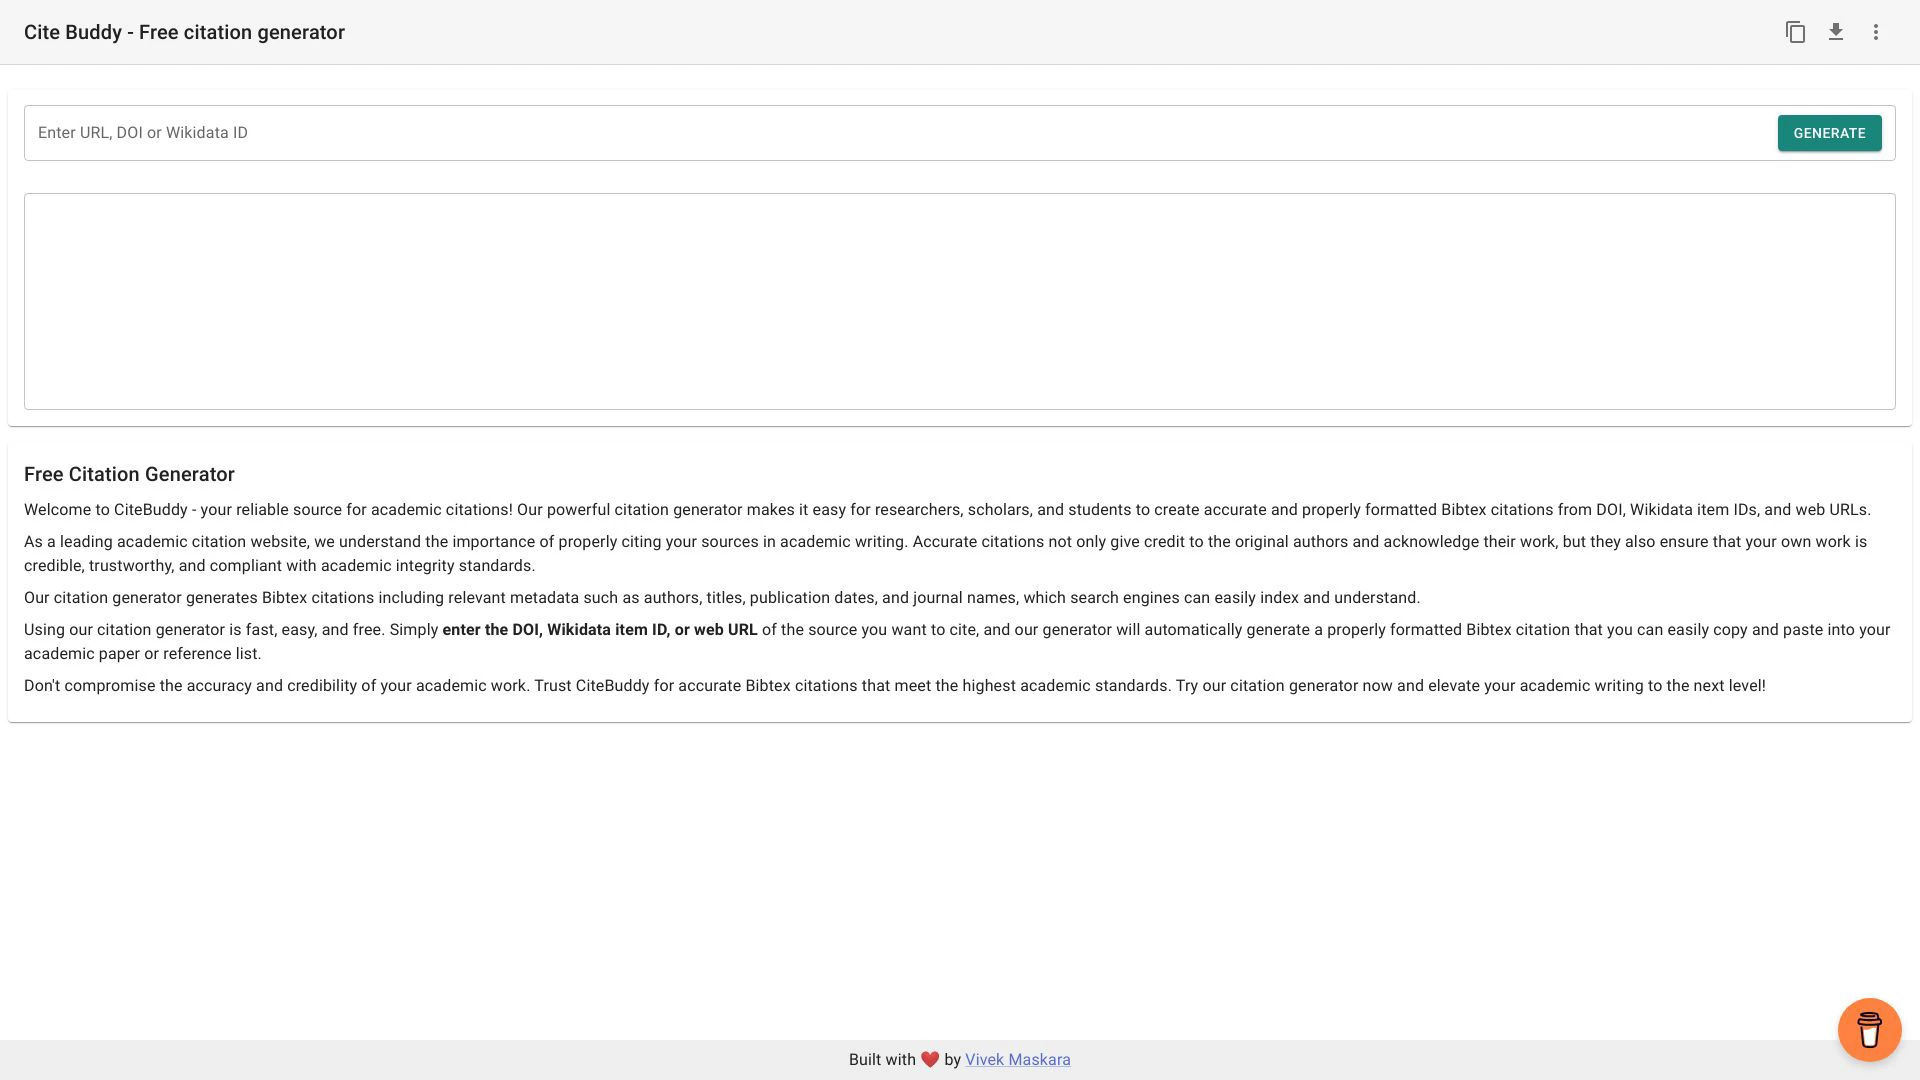 Cite Buddy - Free citation generator
Enter URL, DOI or Wikidata ID
GENERATE
Free Citation Generator
Welcome to CiteBuddy - your reliable source for academic citations! Our powerful citation generator makes it easy for researchers, scholars, and students to create accurate and properly formatted Bibtex citations from DOI, Wikidata item IDs, and web URLs.
As a leading academic citation website, we understand the importance of properly citing your sources in academic writing. Accurate citations not only give credit to the original authors and acknowledge their work, but they also ensure that your own work is
credible, trustworthy, and compliant with academic integrity standards.
Our citation generator generates Bibtex citations including relevant metadata such as authors, titles, publication dates, and journal names, which search engines can easily index and understand.
Using our citation generator is fast, easy, and free. Simply enter the DOI, Wikidata item ID, or web URL of the source you want to cite, and our generator will automatically generate a properly formatted Bibtex citation that you can easily copy and paste into your
academic paper or reference list.
Don't compromise the accuracy and credibility of your academic work. Trust CiteBuddy for accurate Bibtex citations that meet the highest academic standards. Try our citation generator now and elevate your academic writing to the next level!
Built with ❤️ by Vivek Maskara